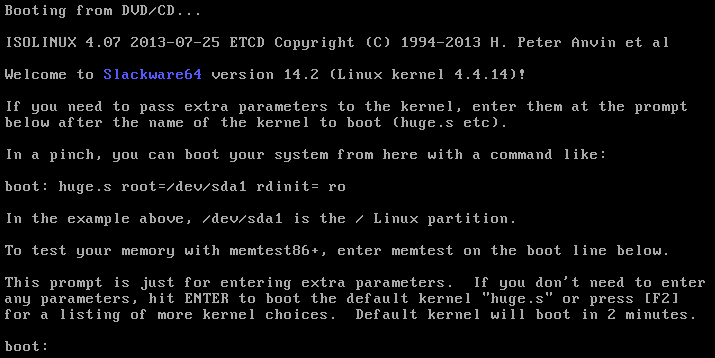 Booting from DVD/CD...
ISOLINUX 4.07 2013-07-25 ETCD Copyright (C) 1994-2013 H. Peter Anvin et al
Welcome to Slackware64 version 14.2 (Linux kernel 4.4.14)!
If you need to pass extra parameters to the kernel, enter them at the prompt
below after the name of the kernel to boot (huge.s etc).
In a pinch, you can boot your system from here with a command like:
boot: huge.s root=/dev/sda1 rdinit= ro
In the example above, /dev/sda1 is the / Linux partition.
To test your memory with memtest86+, enter memtest on the boot line below.
This prompt is just for entering extra parameters.  If you don't need to enter
any parameters, hit ENTER to boot the default kernel "huge.s" or press [F2]
for a listing of more kernel choices.  Default kernel will boot in 2 minutes.
boot: